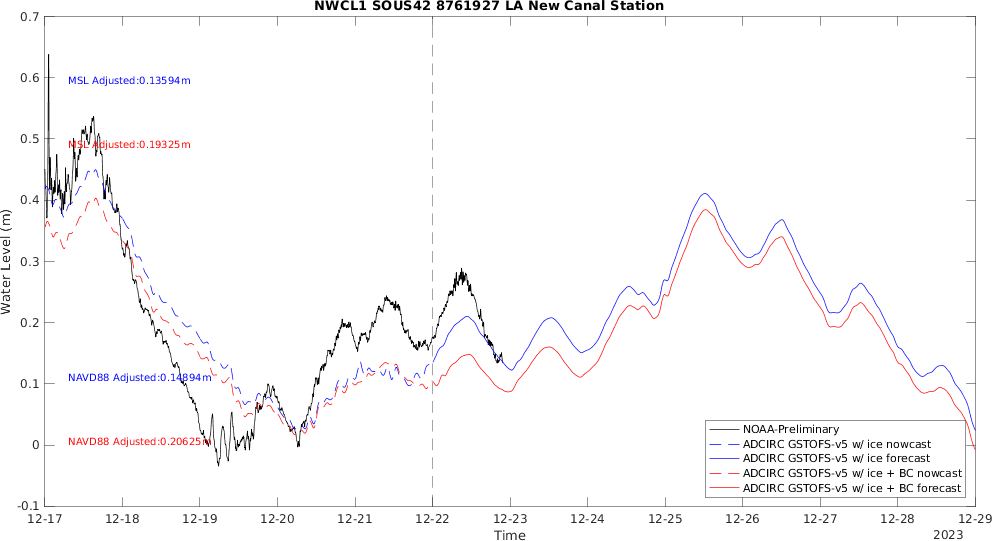 NWCL1 SOUS42 8761927 LA New Canal Station
0.7
0.6
0.5
0.4
0.3
0.2
0.1
0
-0.1
Water Level (m)
MSL Adjusted:0.13594m
MSL Adjusted:0.19325m
NAVD88 Adjusted:0.14894m
NAVD88 Adjusted:0.20625m
NOAA-Preliminary
ADCIRC GSTOFS-v5 w/ ice nowcast
ADCIRC GSTOFS-v5 w/ ice forecast
ADCIRC GSTOFS-v5 w/ ice + BC nowcast
ADCIRC GSTOFS-v5 w/ ice + BC forecast
12-17 12-18 12-19 12-20 12-21 12-22 12-23 12-24 12-25 12-26 12-27 12-28 12-29
Time
2023